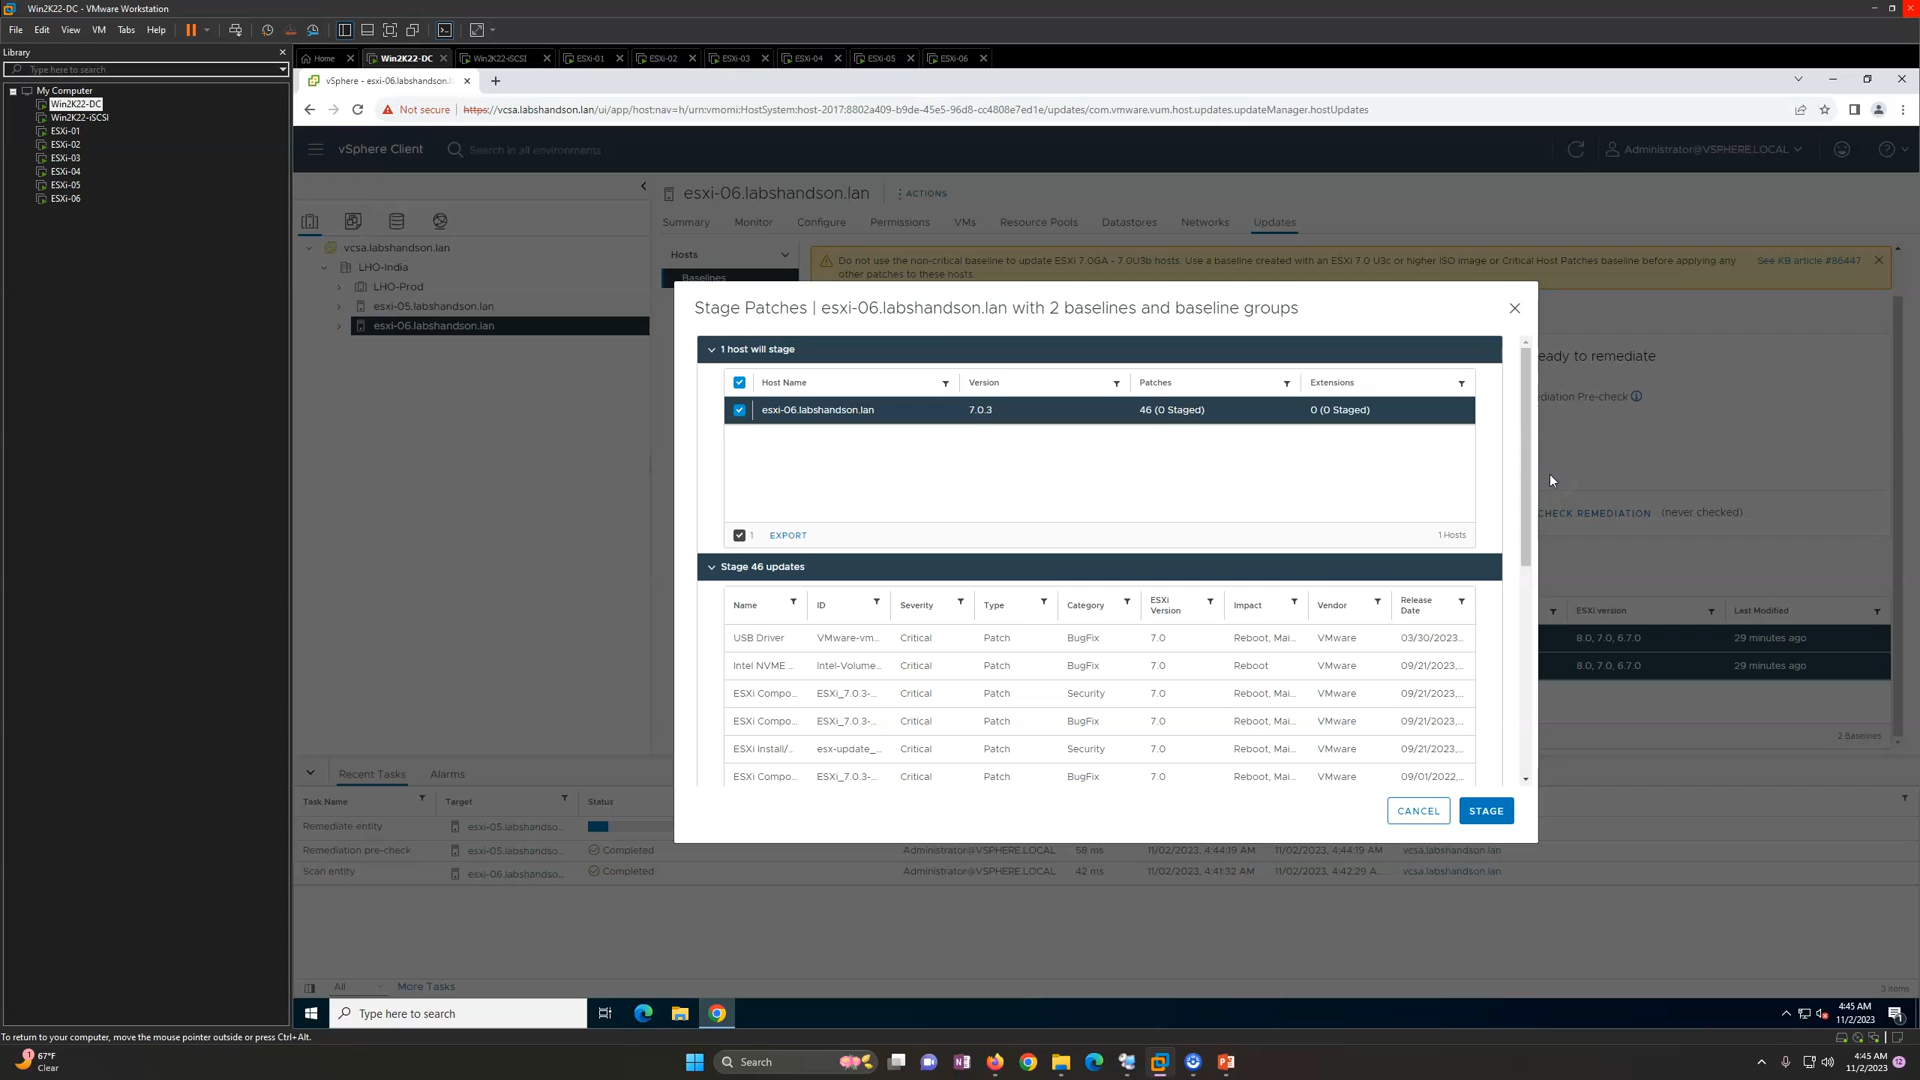 Win2K22-DC - VMware Workstation
File Edit View VM Tabs Help
Library
Type here to search
My Computer
Win2K22-DC
Win2K22-iSCSI
ESXi-01
ESXi-02
ESXi-03
ESXi-04
ESXi-05
ESXi-06
Home Win2K22-DC Win2K22-iSCSI ESXi-01 ESXi-02 ESXi-03 ESXi-04 ESXi-05 ESXi-06
vSphere - esxi-06.labshandson.l
Not secure https://vcsa.labshandson.lan/ui/app/host;nav=h/urn:vmomi:HostSystem:host-2017:8802a409-b9de-45e5-96d8-cc4808e7ed1e/updates/com.vmware.vum.host.updates.updateManager.hostUpdates
vSphere Client Search in all environments Administrator@VSPHERE.LOCAL
vcsa.labshandson.lan
LHO-India
LHO-Prod
esxi-05.labshandson.lan
esxi-06.labshandson.lan
esxi-06.labshandson.lan ACTIONS
Summary Monitor Configure Permissions VMs Resource Pools Datastores Networks Updates
Hosts
Baselines
Do not use the non-critical baseline to update ESXi 7.0GA - 7.0U3b hosts. Use a baseline created with an ESXi 7.0 U3c or higher ISO image or Critical Host Patches baseline before applying any
other patches to these hosts.
See KB article #86447
Stage Patches | esxi-06.labshandson.lan with 2 baselines and baseline groups
1 host will stage
Host Name Version Patches Extensions
esxi-06.labshandson.lan 7.0.3 46 (0 Staged) 0 (0 Staged)
1 EXPORT 1 Hosts
Stage 46 updates
Name ID Severity Type Category ESXi Version Impact Vendor Release Date
USB Driver VMware-vm... Critical Patch BugFix 7.0 Reboot, Mai... VMware 03/30/2023...
Intel NVME ... Intel-Volume... Critical Patch BugFix 7.0 Reboot VMware 09/21/2023,...
ESXi Compo... ESXi_7.0.3-... Critical Patch Security 7.0 Reboot, Mai... VMware 09/21/2023,...
ESXi Compo... ESXi_7.0.3-... Critical Patch BugFix 7.0 Reboot, Mai... VMware 09/21/2023,...
ESXi Install/... esx-update_... Critical Patch Security 7.0 Reboot, Mai... VMware 09/21/2023,...
ESXi Compo... ESXi_7.0.3-... Critical Patch BugFix 7.0 Reboot, Mai... VMware 09/01/2022,...
CANCEL STAGE
eady to remediate
ediation Pre-check
CHECK REMEDIATION (never checked)
ESXi version Last Modified
8.0, 7.0, 6.7.0 29 minutes ago
8.0, 7.0, 6.7.0 29 minutes ago
2 Baselines
Recent Tasks Alarms
Task Name Target Status
Remediate entity esxi-05.labshandso...
Remediation pre-check esxi-05.labshandso... Completed Administrator@VSPHERE.LOCAL 58 ms 11/02/2023, 4:44:19 AM 11/02/2023, 4:44:19 AM vcsa.labshandson.lan
Scan entity esxi-06.labshandso... Completed Administrator@VSPHERE.LOCAL 42 ms 11/02/2023, 4:41:32 AM 11/02/2023, 4:42:29 A... vcsa.labshandson.lan
All More Tasks 3 items
Type here to search
4:45 AM
11/2/2023
1
To return to your computer, move the mouse pointer outside or press Ctrl+Alt.
1
67°F
Clear
Search
4:45 AM
11/2/2023
12